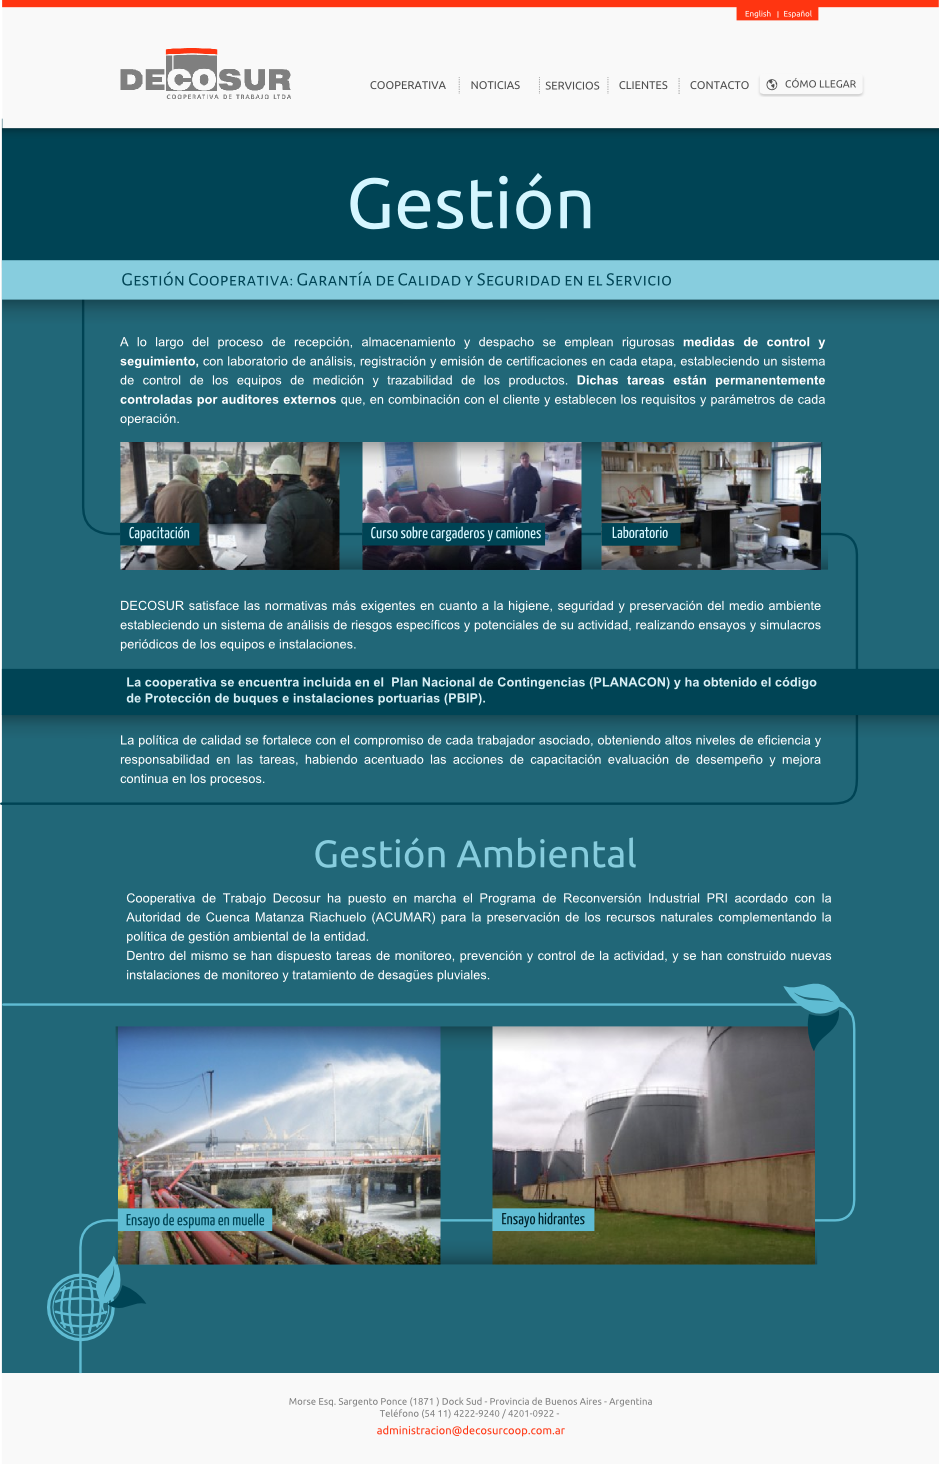 English | Español
DECOSUR
COOPERATIVA DE TRABAJO LTDA
COOPERATIVA
NOTICIAS
SERVICIOS
CLIENTES
CONTACTO
CÓMO LLEGAR
Gestión
Gestión Cooperativa: Garantía de Calidad y Seguridad en el Servicio
A lo largo del proceso de recepción, almacenamiento y despacho se emplean rigurosas medidas de control y
seguimiento, con laboratorio de análisis, registración y emisión de certificaciones en cada etapa, estableciendo un sistema
de control de los equipos de medición y trazabilidad de los productos. Dichas tareas están permanentemente
controladas por auditores externos que, en combinación con el cliente y establecen los requisitos y parámetros de cada
operación.
Capacitación
Curso sobre cargaderos y camiones
Laboratorio
DECOSUR satisface las normativas más exigentes en cuanto a la higiene, seguridad y preservación del medio ambiente
estableciendo un sistema de análisis de riesgos específicos y potenciales de su actividad, realizando ensayos y simulacros
periódicos de los equipos e instalaciones.
La cooperativa se encuentra incluida en el Plan Nacional de Contingencias (PLANACON) y ha obtenido el código
de Protección de buques e instalaciones portuarias (PBIP).
La política de calidad se fortalece con el compromiso de cada trabajador asociado, obteniendo altos niveles de eficiencia y
responsabilidad en las tareas, habiendo acentuado las acciones de capacitación evaluación de desempeño y mejora
continua en los procesos.
Gestión Ambiental
Cooperativa de Trabajo Decosur ha puesto en marcha el Programa de Reconversión Industrial PRI acordado con la
Autoridad de Cuenca Matanza Riachuelo (ACUMAR) para la preservación de los recursos naturales complementando la
política de gestión ambiental de la entidad.
Dentro del mismo se han dispuesto tareas de monitoreo, prevención y control de la actividad, y se han construido nuevas
instalaciones de monitoreo y tratamiento de desagües pluviales.
Ensayo de espuma en muelle
Ensayo hidrantes
Morse Esq. Sargento Ponce (1871 ) Dock Sud - Provincia de Buenos Aires - Argentina
Teléfono (54 11) 4222-9240 / 4201-0922 -
administracion@decosurcoop.com.ar